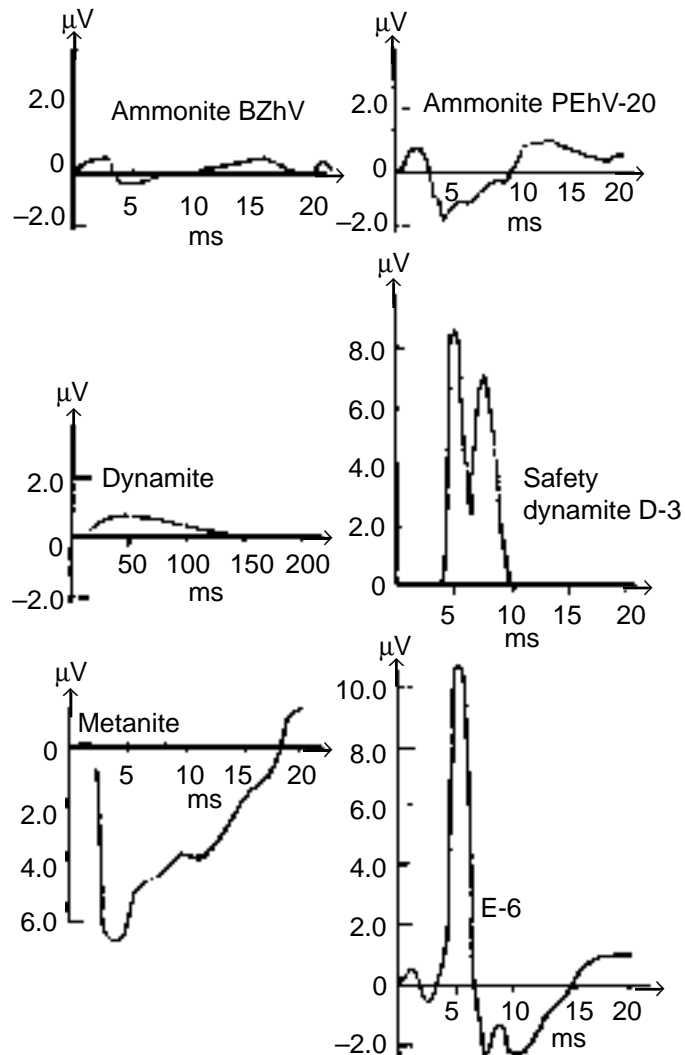 μV
2.0
0
–2.0
Ammonite BZhV
5 10 15 20
ms
μV
2.0
0
–2.0
Ammonite PEhV-20
5 10 15 20
ms
μV
2.0
0
–2.0
Dynamite
50 100 150 200
ms
μV
8.0
6.0
4.0
2.0
0
Safety
dynamite D-3
5 10 15 20
ms
μV
Metanite
0
2.0
4.0
6.0
5 10 15 20
ms
μV
10.0
8.0
6.0
4.0
2.0
0
–2.0
E-6
5 10 15 20
ms